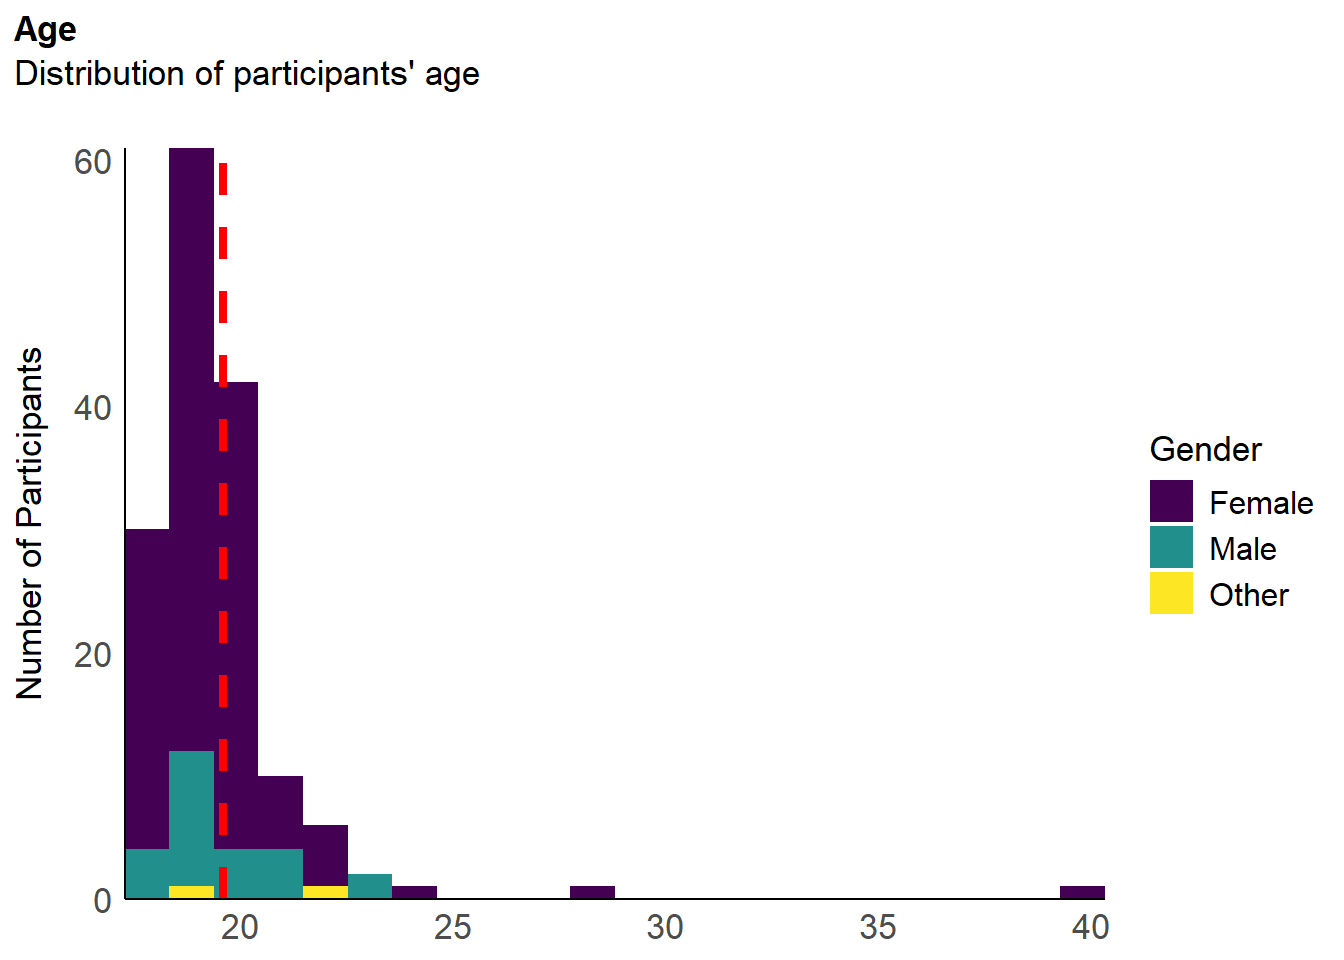 Age
Distribution of participants' age
60
40
20
0
Number of Participants
20 25 30 35 40
Gender
Female
Male
Other